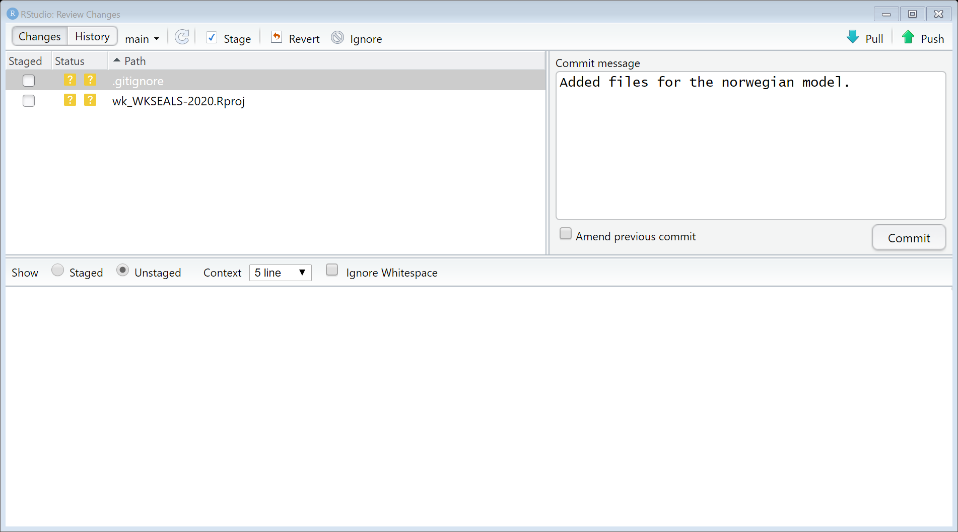 R RStudio: Review Changes
Changes History main Stage Revert Ignore Pull Push
Staged Status Path
? ? .gitignore
? ? wk_WKSEALS-2020.Rproj
Commit message
Added files for the norwegian model.
Amend previous commit Commit
Show Staged Unstaged Context 5 line Ignore Whitespace